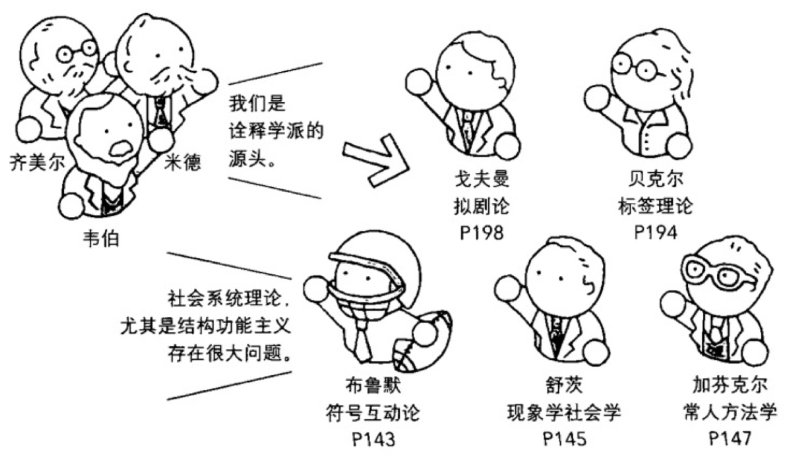 齐美尔
米德
韦伯
我们是
诠释学派的
源头。
戈夫曼
拟剧论
P198
贝克尔
标签理论
P194
社会系统理论,
尤其是结构功能主义
存在很大问题。
布鲁默
符号互动论
P143
舒茨
现象学社会学
P145
加芬克尔
常人方法学
P147